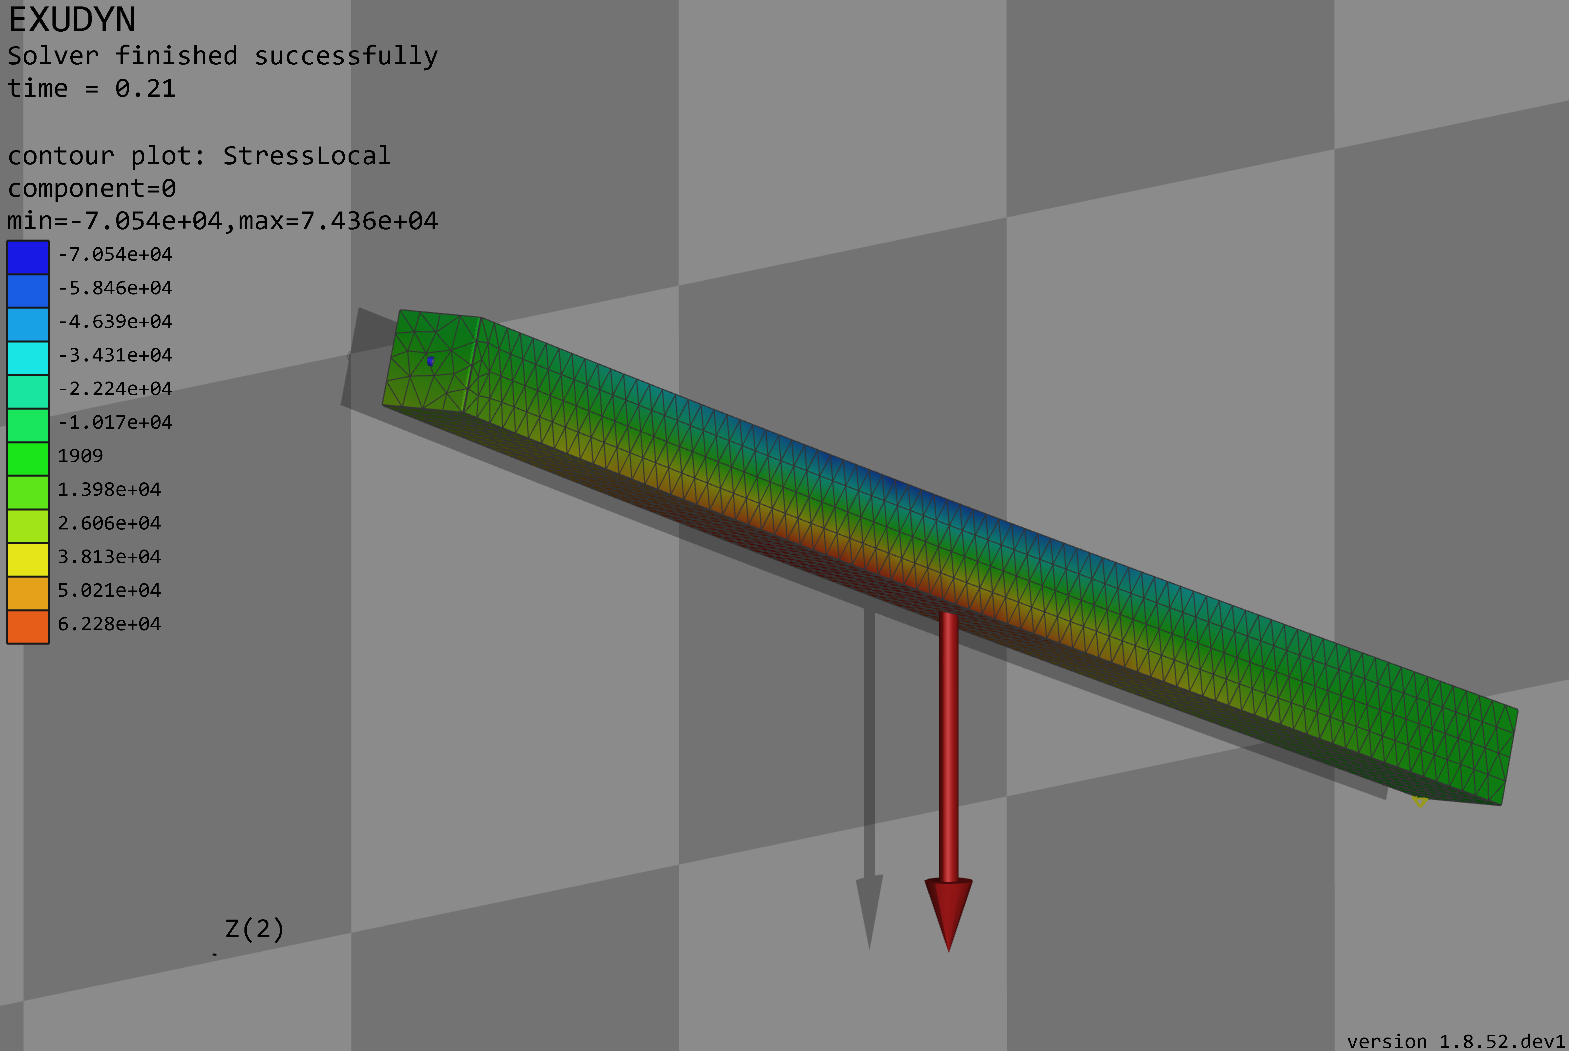 EXUDYN
Solver finished successfully
time = 0.21
contour plot: StressLocal
component=0
min=-7.054e+04,max=7.436e+04
-7.054e+04
-5.846e+04
-4.639e+04
-3.431e+04
-2.224e+04
-1.017e+04
1909
1.398e+04
2.606e+04
3.813e+04
5.021e+04
6.228e+04
Z(2)
version 1.8.52.dev1